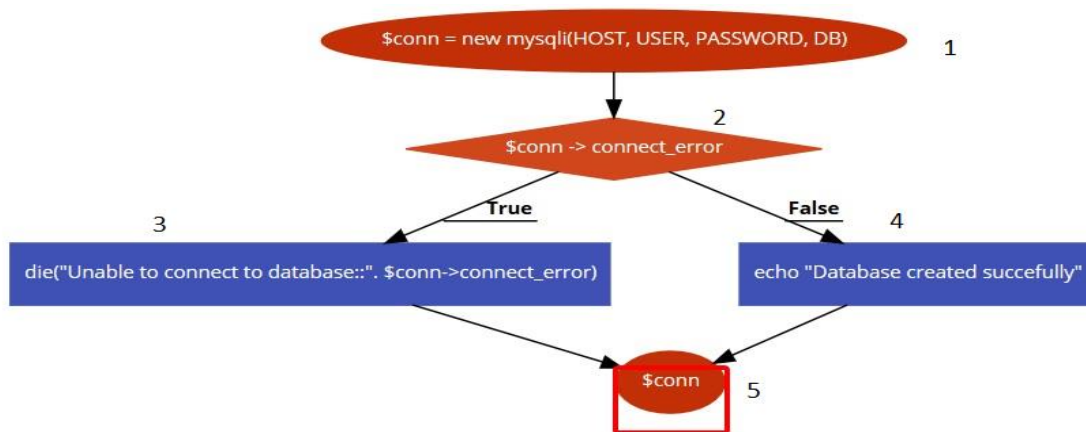 $conn = new mysqli(HOST, USER, PASSWORD, DB)
1
2
$conn -> connect_error
True
False
3
4
die("Unable to connect to database::". $conn->connect_error)
echo "Database created succefully"
$conn
5